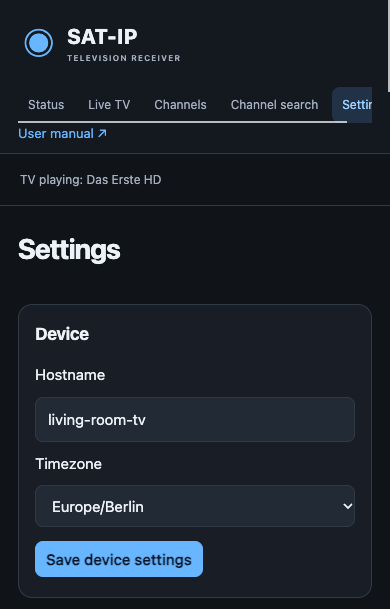 SAT-IP
TELEVISION RECEIVER
Status Live TV Channels Channel search Settin
User manual ↗
TV playing: Das Erste HD
Settings
Device
Hostname
living-room-tv
Timezone
Europe/Berlin
Save device settings